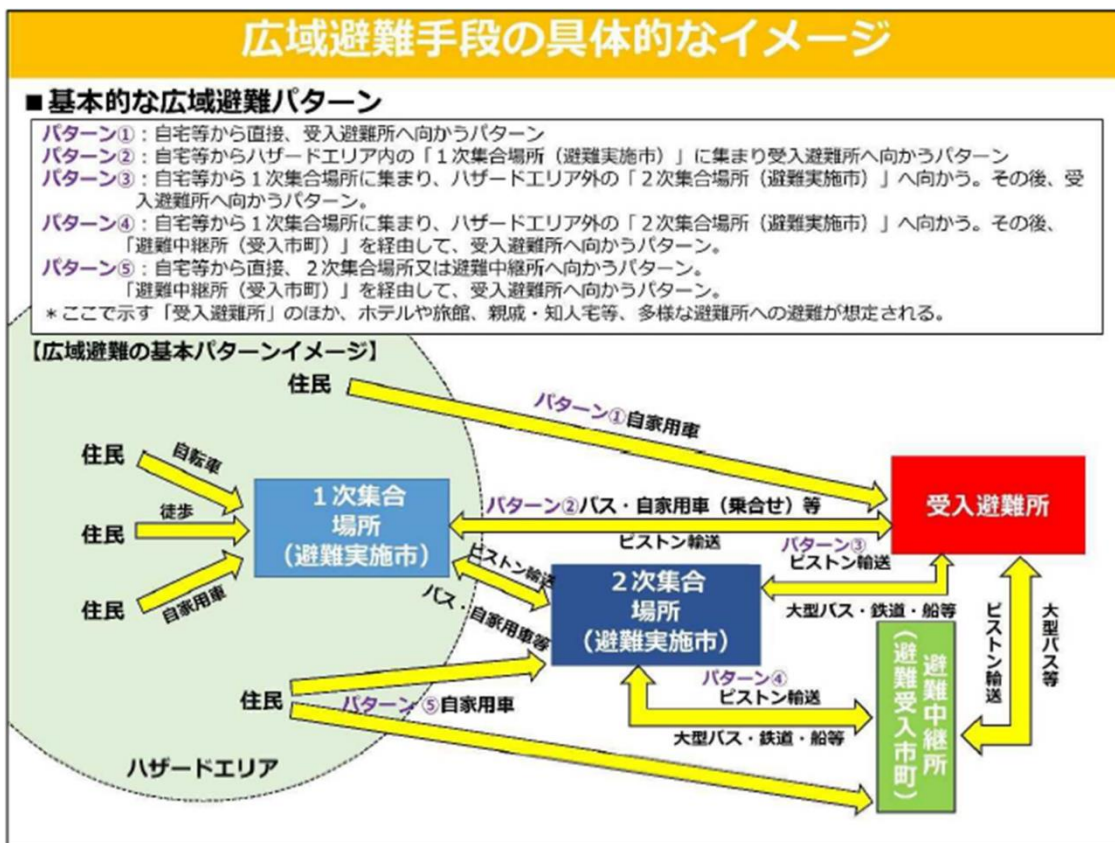 広域避難手段の具体的なイメージ
■基本的な広域避難パターン
パターン①：自宅等から直接、受入避難所へ向かうパターン
パターン②：自宅等からハザードエリア内の「１次集合場所（避難実施市）」に集まり受入避難所へ向かうパターン
パターン③：自宅等から１次集合場所に集まり、ハザードエリア外の「２次集合場所（避難実施市）」へ向かう。その後、受
入避難所へ向かうパターン。
パターン④：自宅等から１次集合場所に集まり、ハザードエリア外の「２次集合場所（避難実施市）」へ向かう。その後、
「避難中継所（受入市町）」を経由して、受入避難所へ向かうパターン。
パターン⑤：自宅等から直接、２次集合場所又は避難中継所へ向かうパターン。
「避難中継所（受入市町）」を経由して、受入避難所へ向かうパターン。
＊ここで示す「受入避難所」のほか、ホテルや旅館、親戚・知人宅等、多様な避難所への避難が想定される。
【広域避難の基本パターンイメージ】
住民
パターン①自家用車
住民
自転車
住民
徒歩
住民
自家用車
１次集合
場所
（避難実施市）
パターン②バス・自家用車（乗合せ）等
ピストン輸送
受入避難所
パターン③
ピストン輸送
大型バス・鉄道・船等
ピストン輸送
バス・自家用車等
２次集合
場所
（避難実施市）
大型バス等
ピストン輸送
パターン④
ピストン輸送
大型バス・鉄道・船等
避難中継所
（避難受入市町）
住民
パターン⑤自家用車
ハザードエリア